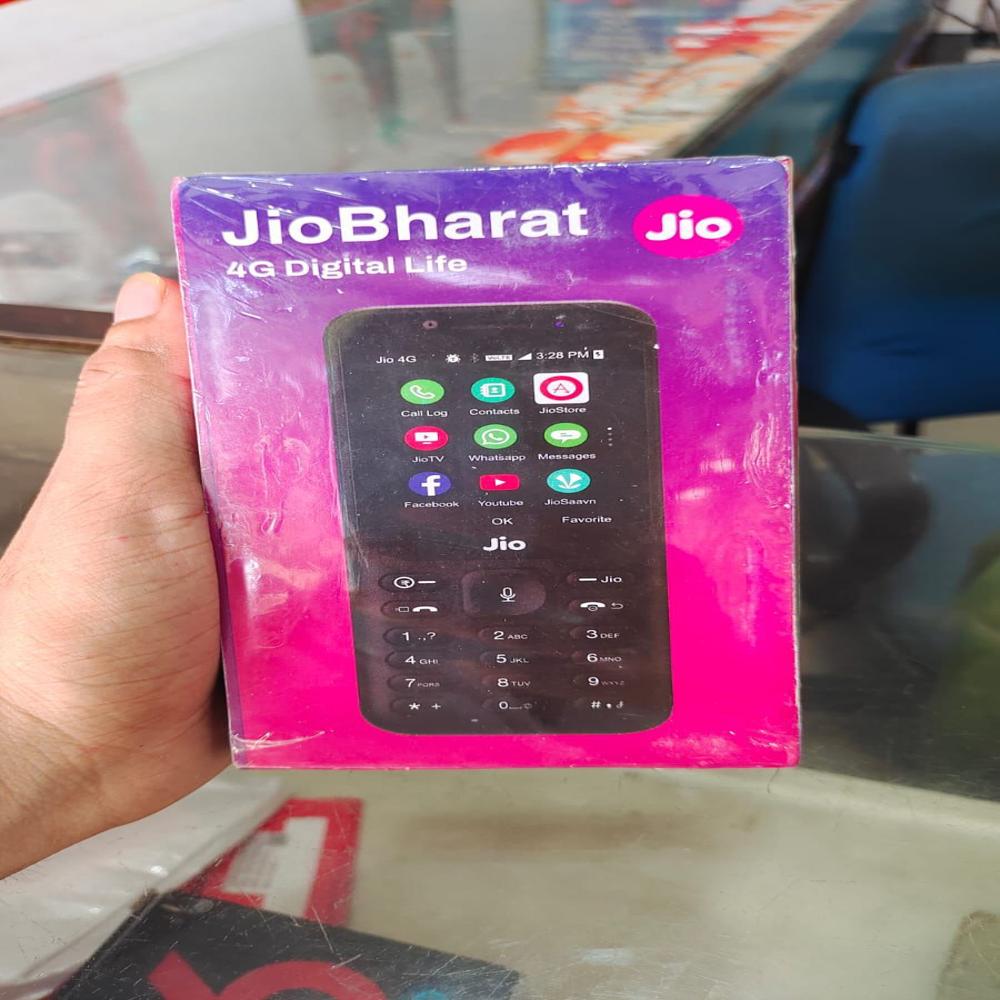 JioBharat
Jio
4G Digital Life
Jio 4G VoLTE 3:28 PM
Call Log Contacts JioStore
JioTV Whatsapp Messages
Facebook Youtube JioSaavn
OK Favorite
Jio
Jio
1 .,? 2 ABC 3 DEF
4 GHI 5 JKL 6 MNO
7 PQRS 8 TUV 9 WXYZ
* + 0 #